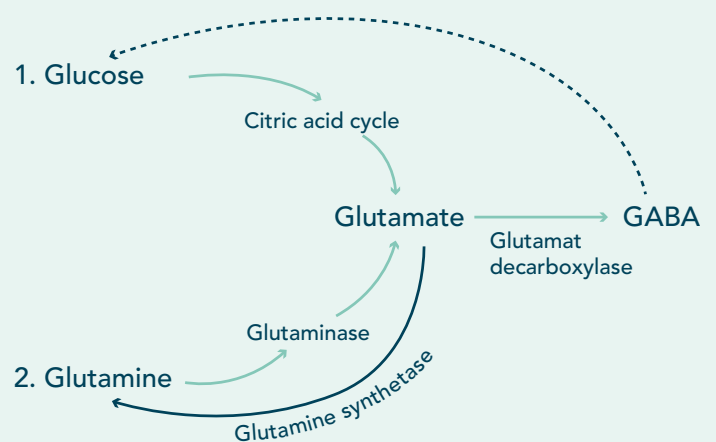 1. Glucose
Citric acid cycle
Glutamate
GABA
Glutamat
decarboxylase
Glutaminase
2. Glutamine
Glutamine synthetase